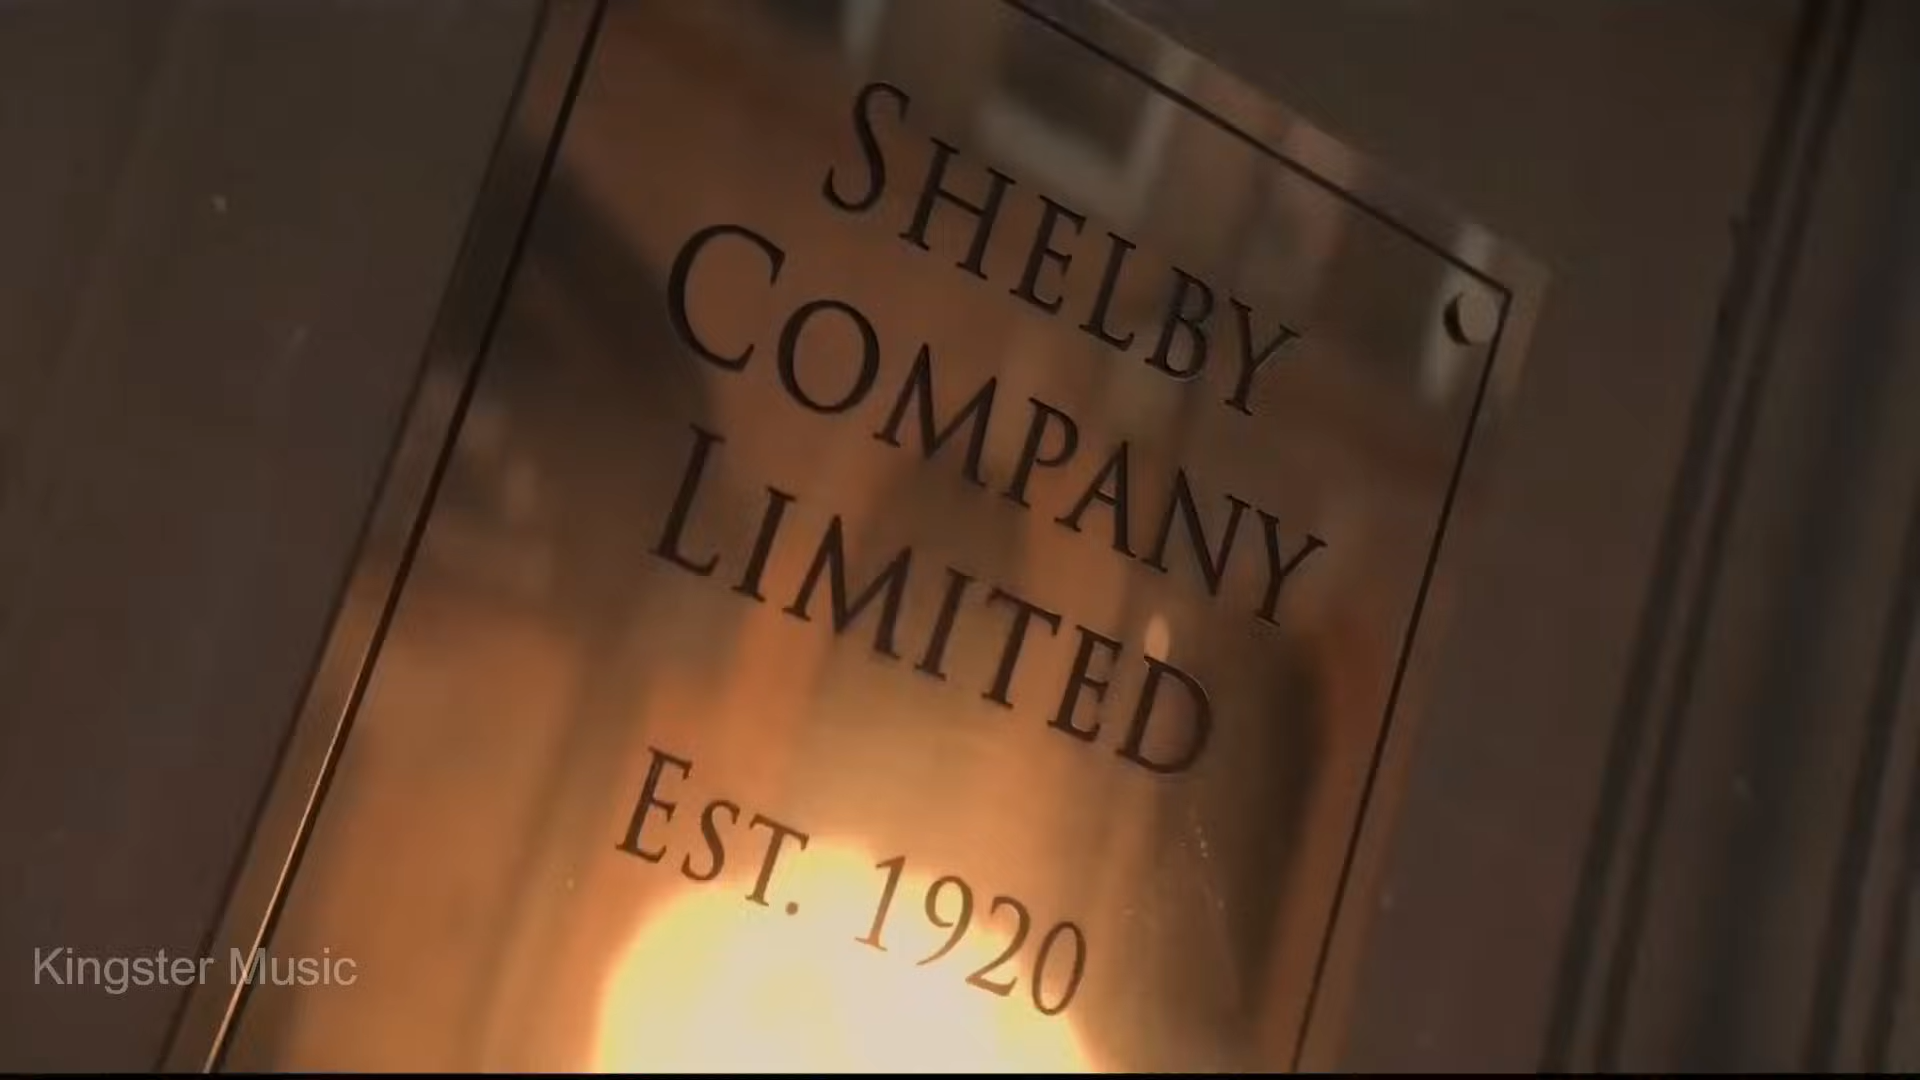 SHELBY
COMPANY
LIMITED
EST. 1920
Kingster Music